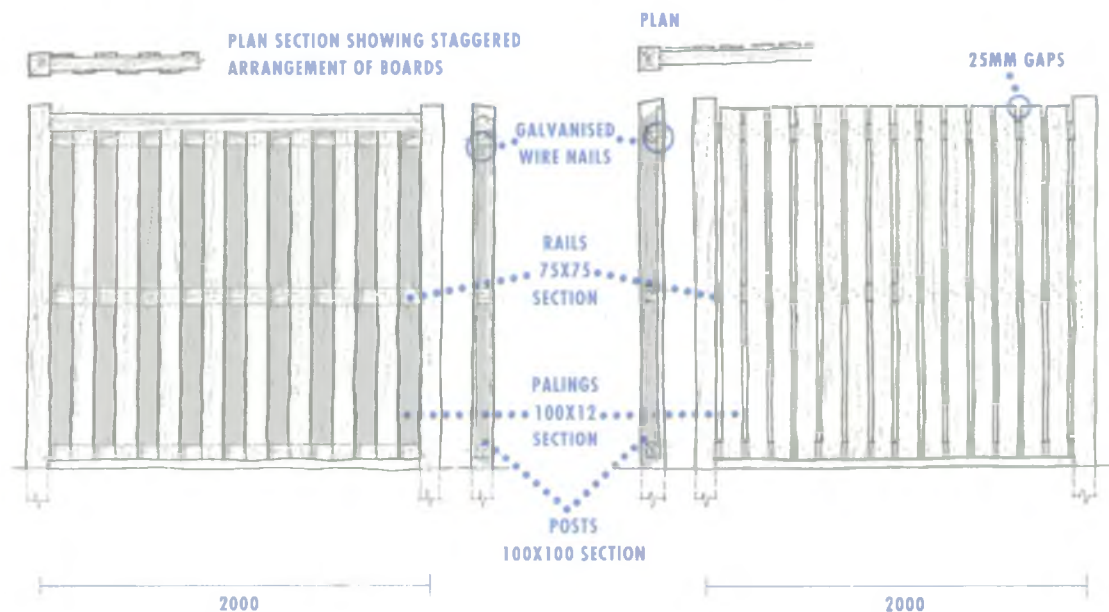 PLAN SECTION SHOWING STAGGERED
ARRANGEMENT OF BOARDS
PLAN
25MM GAPS
GALVANISED
WIRE NAILS
RAILS
75X75
SECTION
PALINGS
100X12
SECTION
POSTS
100X100 SECTION
2000
2000